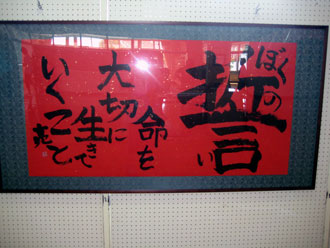 ぼくの
誓い
命を
大切に
生きて
いくこと